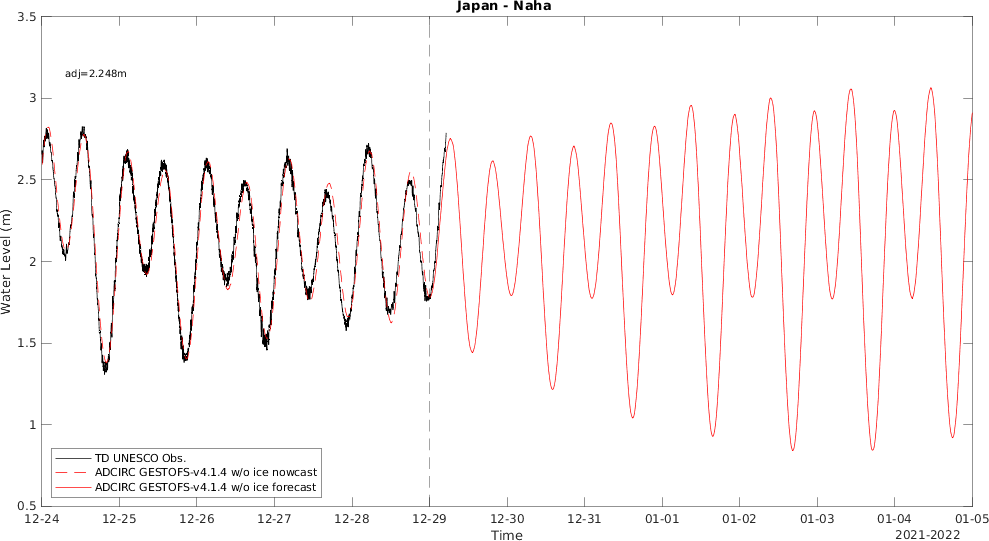 Japan - Naha
3.5
3
2.5
2
1.5
1
0.5
Water Level (m)
adj=2.248m
TD UNESCO Obs.
ADCIRC GESTOFS-v4.1.4 w/o ice nowcast
ADCIRC GESTOFS-v4.1.4 w/o ice forecast
12-24 12-25 12-26 12-27 12-28 12-29 12-30 12-31 01-01 01-02 01-03 01-04 01-05
Time
2021-2022